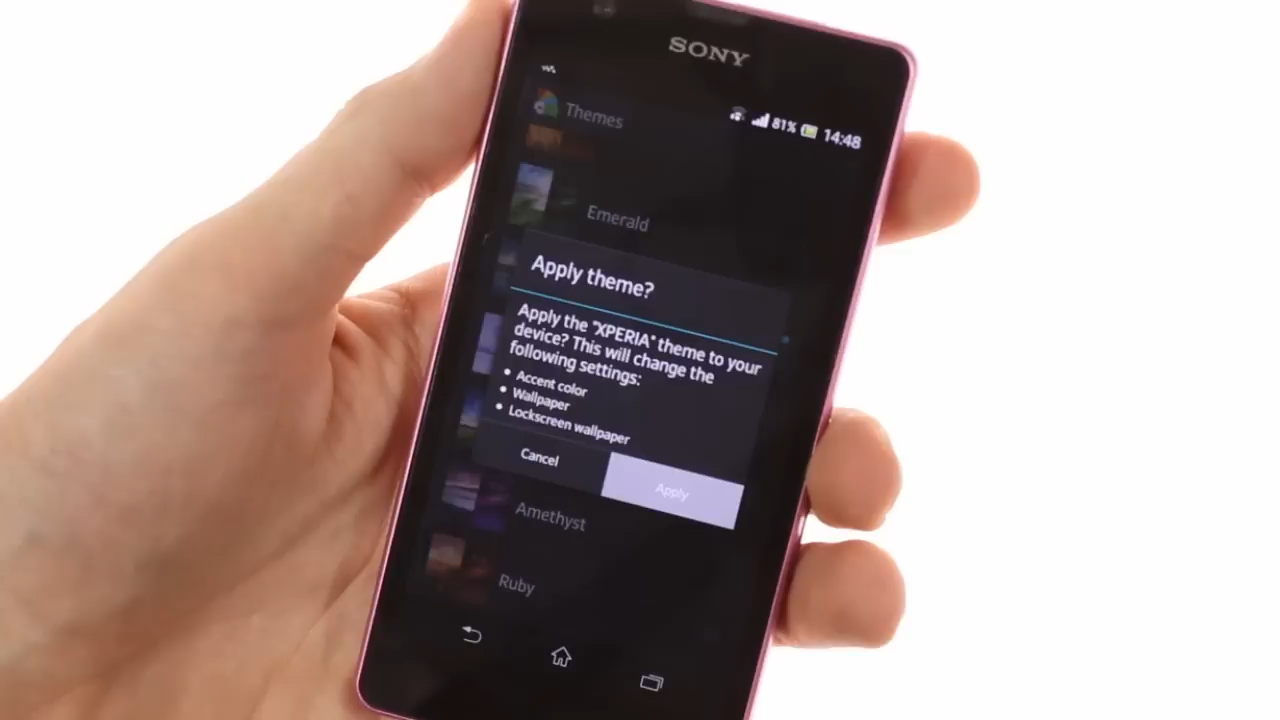 SONY
81% 14:48
Themes
Emerald
Apply theme?
Apply the "XPERIA" theme to your
device? This will change the
following settings:
• Accent color
• Wallpaper
• Lockscreen wallpaper
Cancel
Apply
Amethyst
Ruby